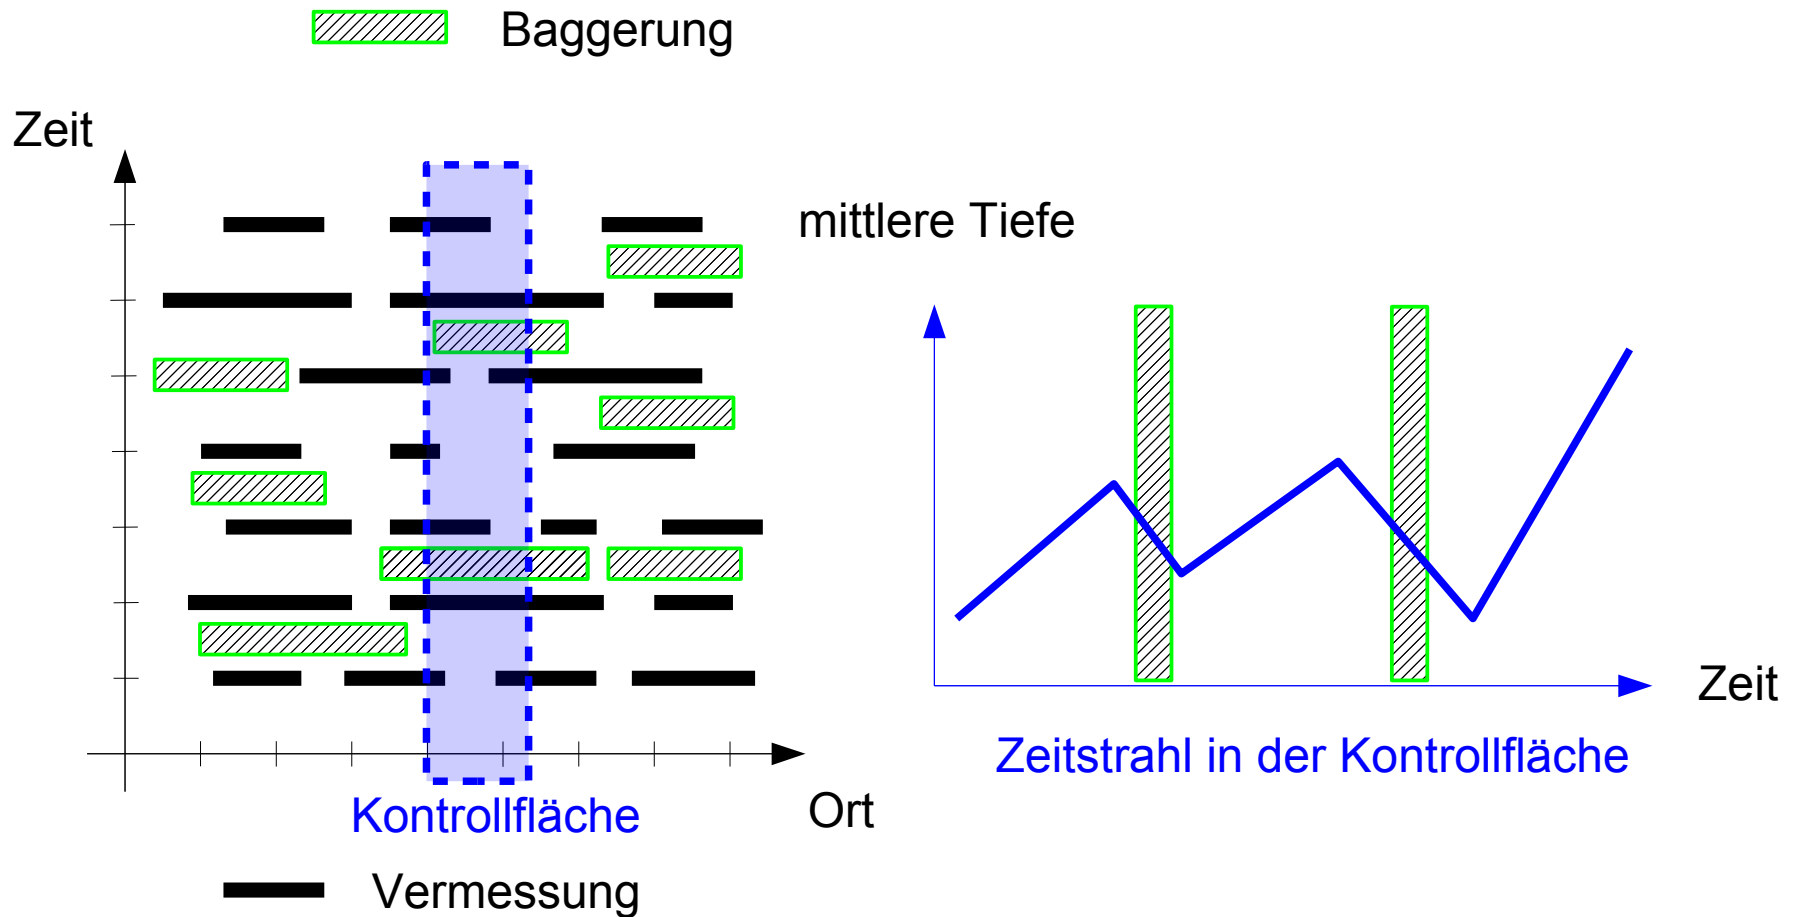 Baggerung
Zeit
mittlere Tiefe
Zeit
Zeitstrahl in der Kontrollfläche
Kontrollfläche
Ort
Vermessung